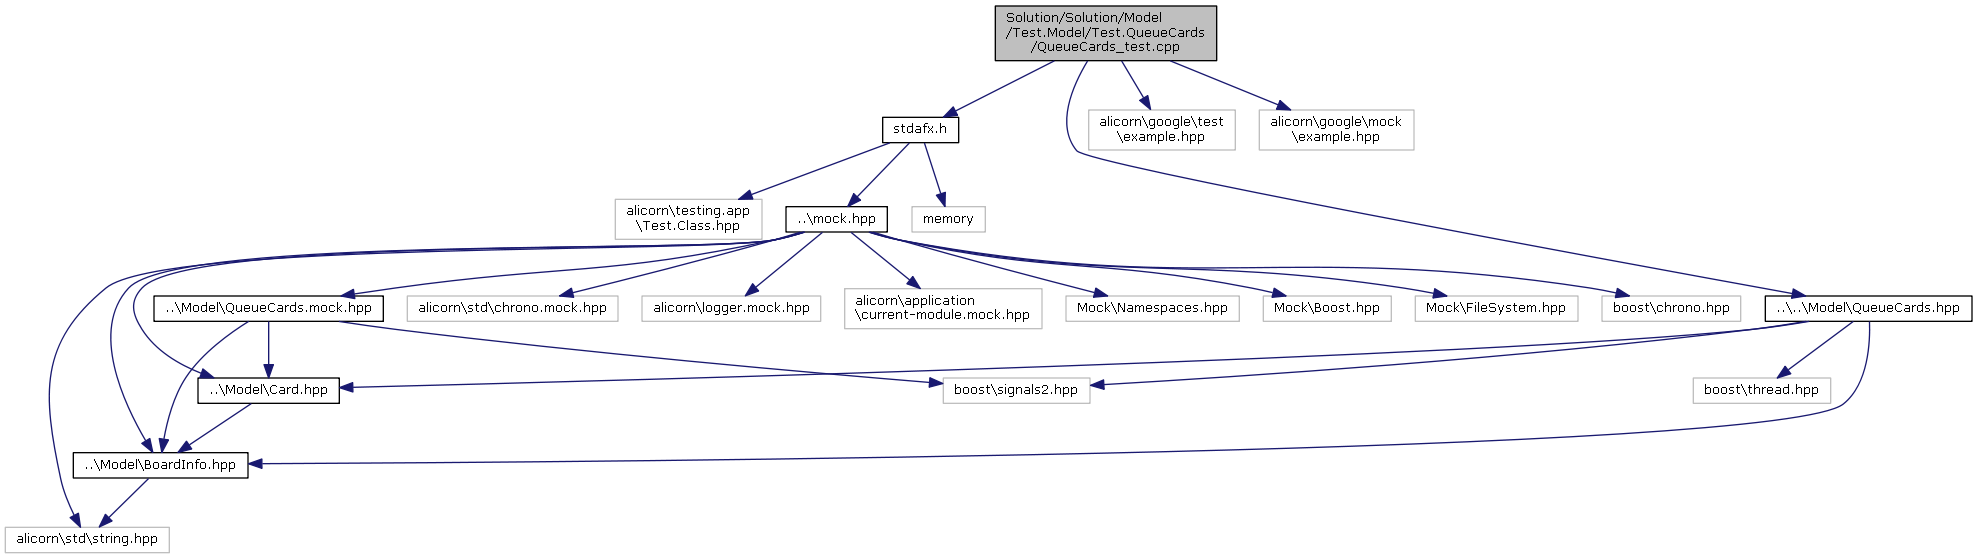 Solution/Solution/Model
/Test.Model/Test.QueueCards
/QueueCards_test.cpp
stdafx.h
alicorn\google\test
\example.hpp
alicorn\google\mock
\example.hpp
alicorn\testing.app
\Test.Class.hpp
..\mock.hpp
memory
..\Model\QueueCards.mock.hpp
alicorn\std\chrono.mock.hpp
alicorn\logger.mock.hpp
alicorn\application
\current-module.mock.hpp
Mock\Namespaces.hpp
Mock\Boost.hpp
Mock\FileSystem.hpp
boost\chrono.hpp
..\..\Model\QueueCards.hpp
..\Model\Card.hpp
boost\signals2.hpp
boost\thread.hpp
..\Model\BoardInfo.hpp
alicorn\std\string.hpp